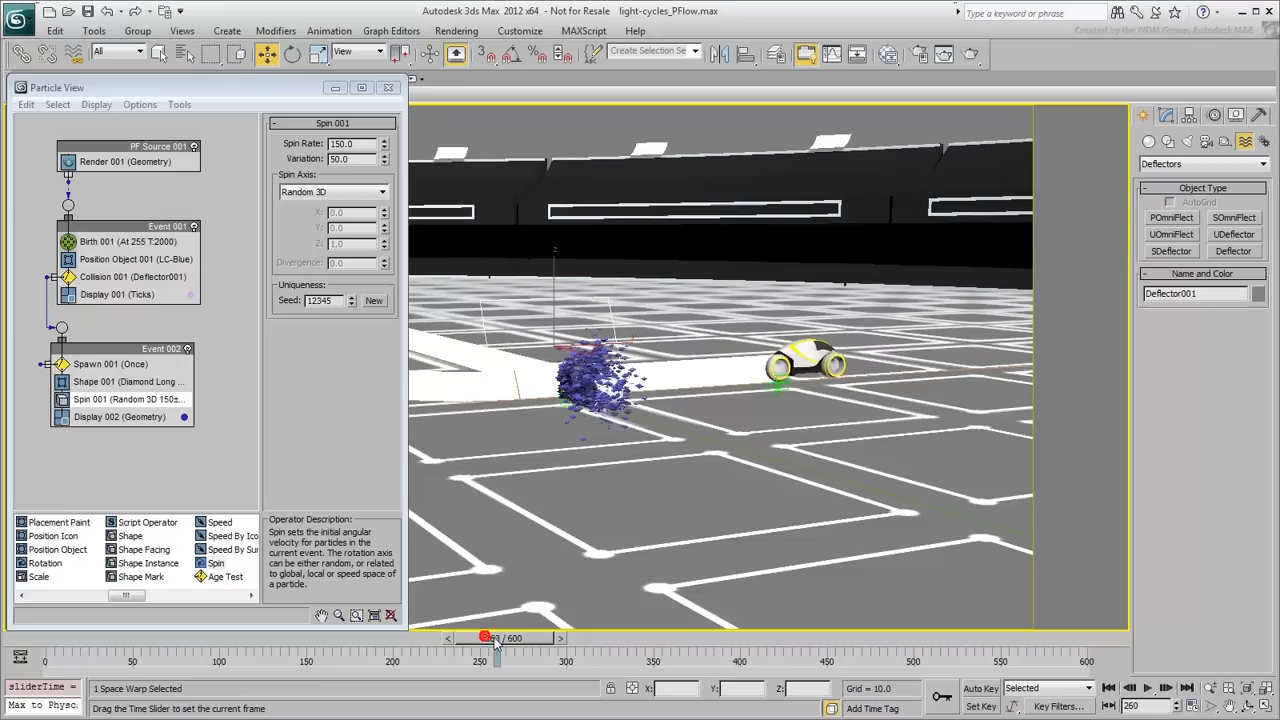 Autodesk 3ds Max 2012 x64 - Not for Resale light-cycles_PFlow.max
Type a keyword or phrase
Edit Tools Group Views Create Modifiers Animation Graph Editors Rendering Customize MAXScript Help
Created by the WDM Group, Autodesk M&E
All
View
Create Selection Se
Particle View
Edit Select Display Options Tools
PF Source 001
Render 001 (Geometry)
Event 001
Birth 001 (At 255 T:2000)
Position Object 001 (LC-Blue)
Collision 001 (Deflector001)
Display 001 (Ticks)
Event 002
Spawn 001 (Once)
Shape 001 (Diamond Long ...
Spin 001 (Random 3D 150±...
Display 002 (Geometry)
- Spin 001
Spin Rate: 150.0
Variation: 50.0
Spin Axis:
Random 3D
X: 0.0
Y: 0.0
Z: 1.0
Divergence: 0.0
Uniqueness:
Seed: 12345 New
Placement Paint Script Operator Speed
Position Icon Shape Speed By Ico
Position Object Shape Facing Speed By Sur
Rotation Shape Instance Spin
Scale Shape Mark Age Test
Operator Description:
Spin sets the initial angular
velocity for particles in the
current event. The rotation axis
can be either random, or related
to global, local or speed space of
a particle.
z
Deflectors
- Object Type
AutoGrid
POmniFlect SOmniFlect
UOmniFlect UDeflector
SDeflector Deflector
- Name and Color
Deflector001
< / 600 >
0 50 100 150 200 250 300 350 400 450 500 550 600
sliderTime =
Max to Physc
1 Space Warp Selected
Drag the Time Slider to set the current frame
X: Y: Z: Grid = 10.0
Add Time Tag
Auto Key Selected
Set Key Key Filters...
260